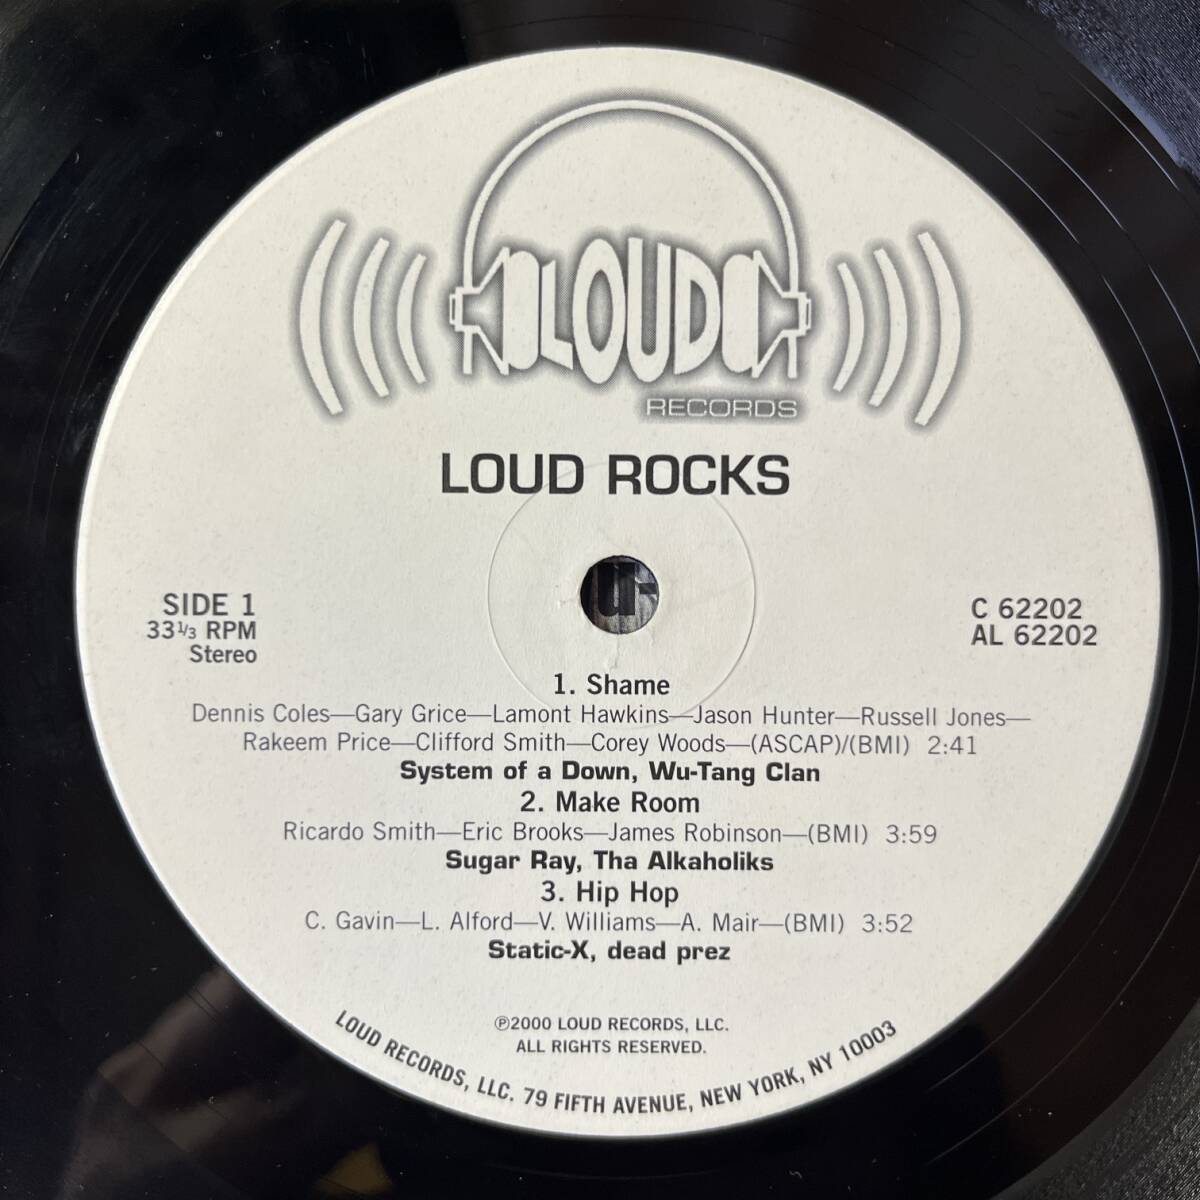 LOUD
RECORDS
LOUD ROCKS
SIDE 1
33⅓ RPM
Stereo
C 62202
AL 62202
1. Shame
Dennis Coles—Gary Grice—Lamont Hawkins—Jason Hunter—Russell Jones—
Rakeem Price—Clifford Smith—Corey Woods—(ASCAP)/(BMI) 2:41
System of a Down, Wu-Tang Clan
2. Make Room
Ricardo Smith—Eric Brooks—James Robinson—(BMI) 3:59
Sugar Ray, Tha Alkaholiks
3. Hip Hop
C. Gavin—L. Alford—V. Williams—A. Mair—(BMI) 3:52
Static-X, dead prez
℗2000 LOUD RECORDS, LLC.
ALL RIGHTS RESERVED.
LOUD RECORDS, LLC. 79 FIFTH AVENUE, NEW YORK, NY 10003